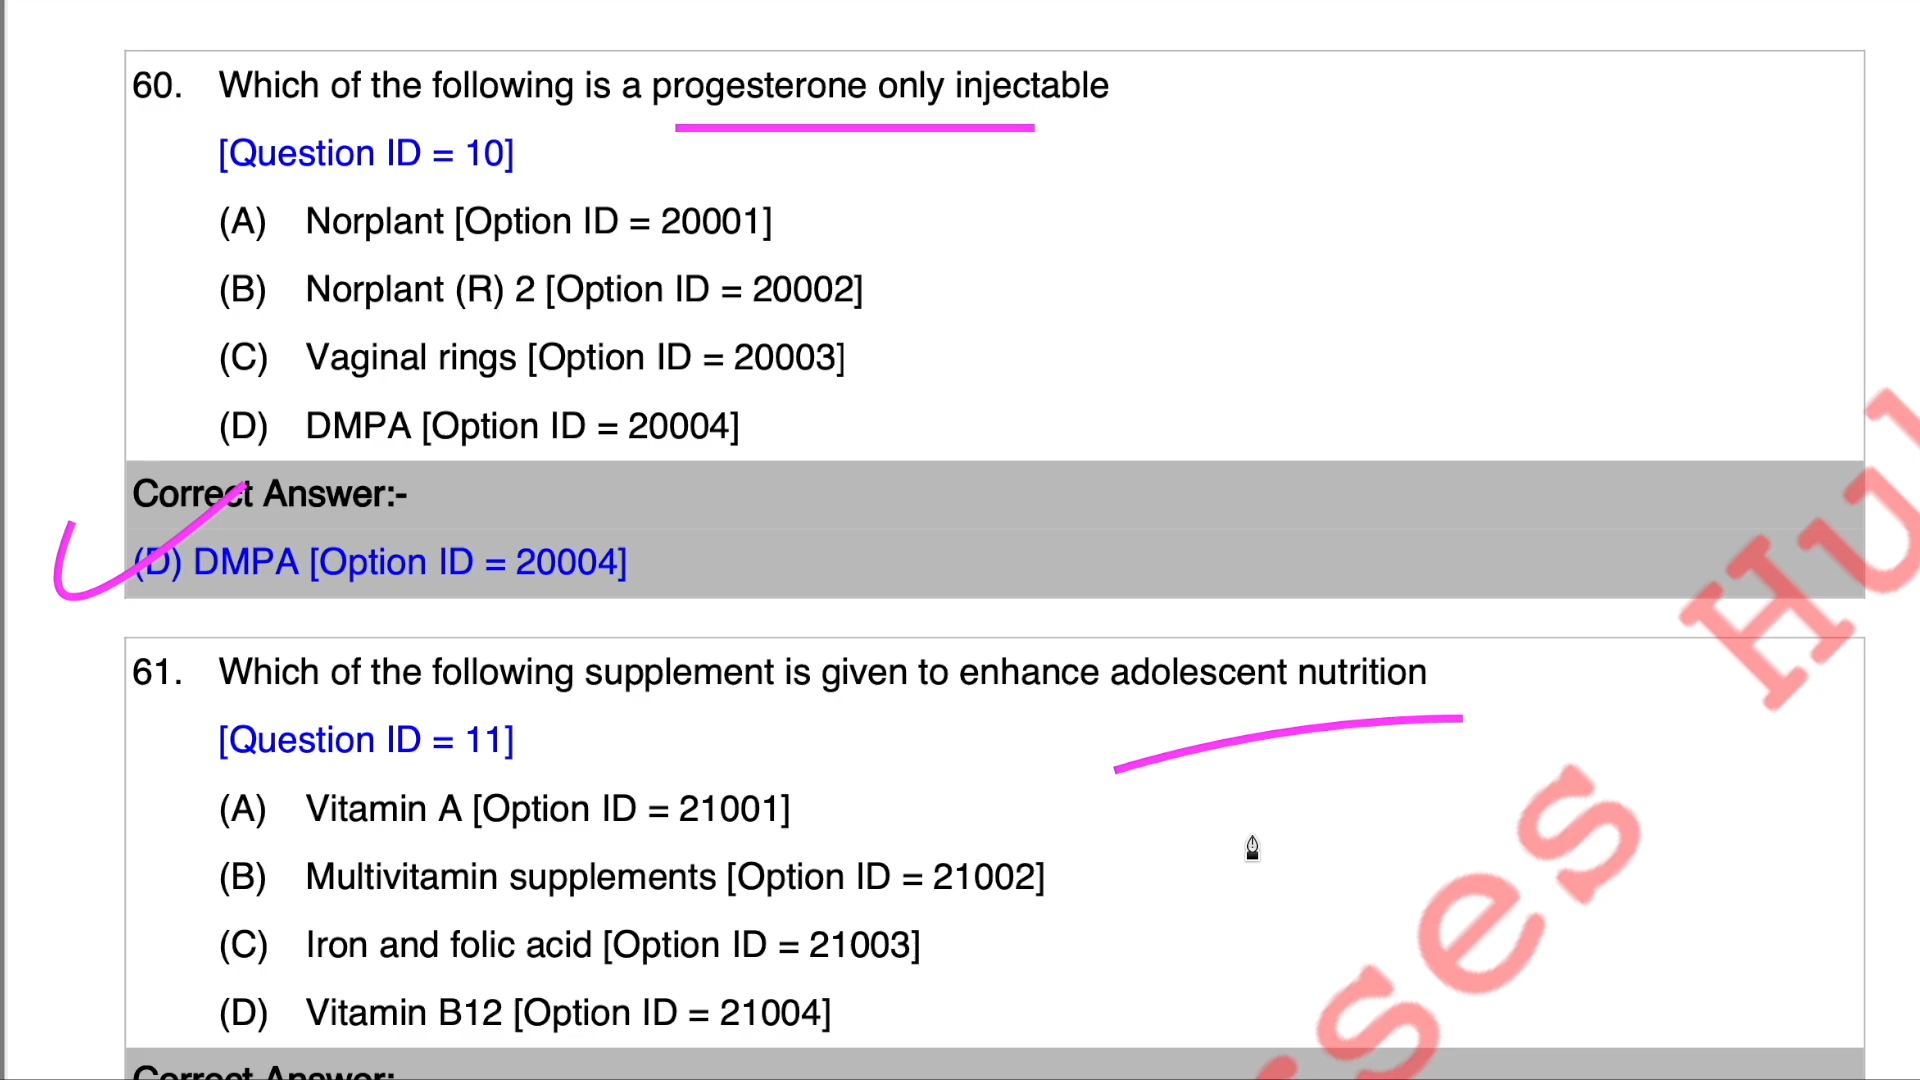 60. Which of the following is a progesterone only injectable
[Question ID = 10]
(A) Norplant [Option ID = 20001]
(B) Norplant (R) 2 [Option ID = 20002]
(C) Vaginal rings [Option ID = 20003]
(D) DMPA [Option ID = 20004]
Correct Answer:-
(D) DMPA [Option ID = 20004]
61. Which of the following supplement is given to enhance adolescent nutrition
[Question ID = 11]
(A) Vitamin A [Option ID = 21001]
(B) Multivitamin supplements [Option ID = 21002]
(C) Iron and folic acid [Option ID = 21003]
(D) Vitamin B12 [Option ID = 21004]
Correct Answer:-